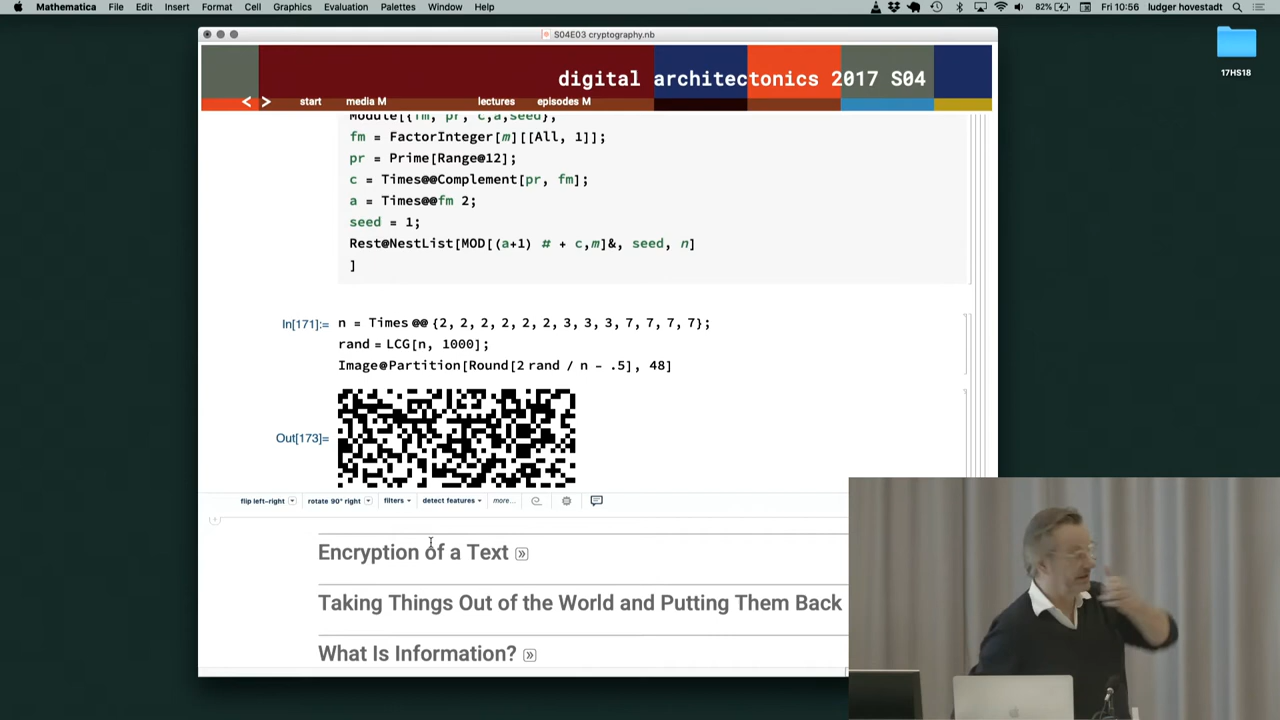 Mathematica File Edit Insert Format Cell Graphics Evaluation Palettes Window Help 82% Fri 10:56 ludger hovestadt
S04E03 cryptography.nb
17HS18
digital architectonics 2017 S04
< > start media M lectures episodes M
Module[{fm, pr, c,a,seed},
fm = FactorInteger[m][[All, 1]];
pr = Prime[Range@12];
c = Times@@Complement[pr, fm];
a = Times@@fm 2;
seed = 1;
Rest@NestList[MOD[(a+1) # + c,m]&, seed, n]
]
In[171]:= n = Times@@{2, 2, 2, 2, 2, 2, 3, 3, 3, 7, 7, 7, 7};
rand = LCG[n, 1000];
Image@Partition[Round[2 rand / n - .5], 48]
Out[173]=
flip left-right rotate 90° right filters detect features more...
Encryption of a Text »
Taking Things Out of the World and Putting Them Back
What Is Information? »